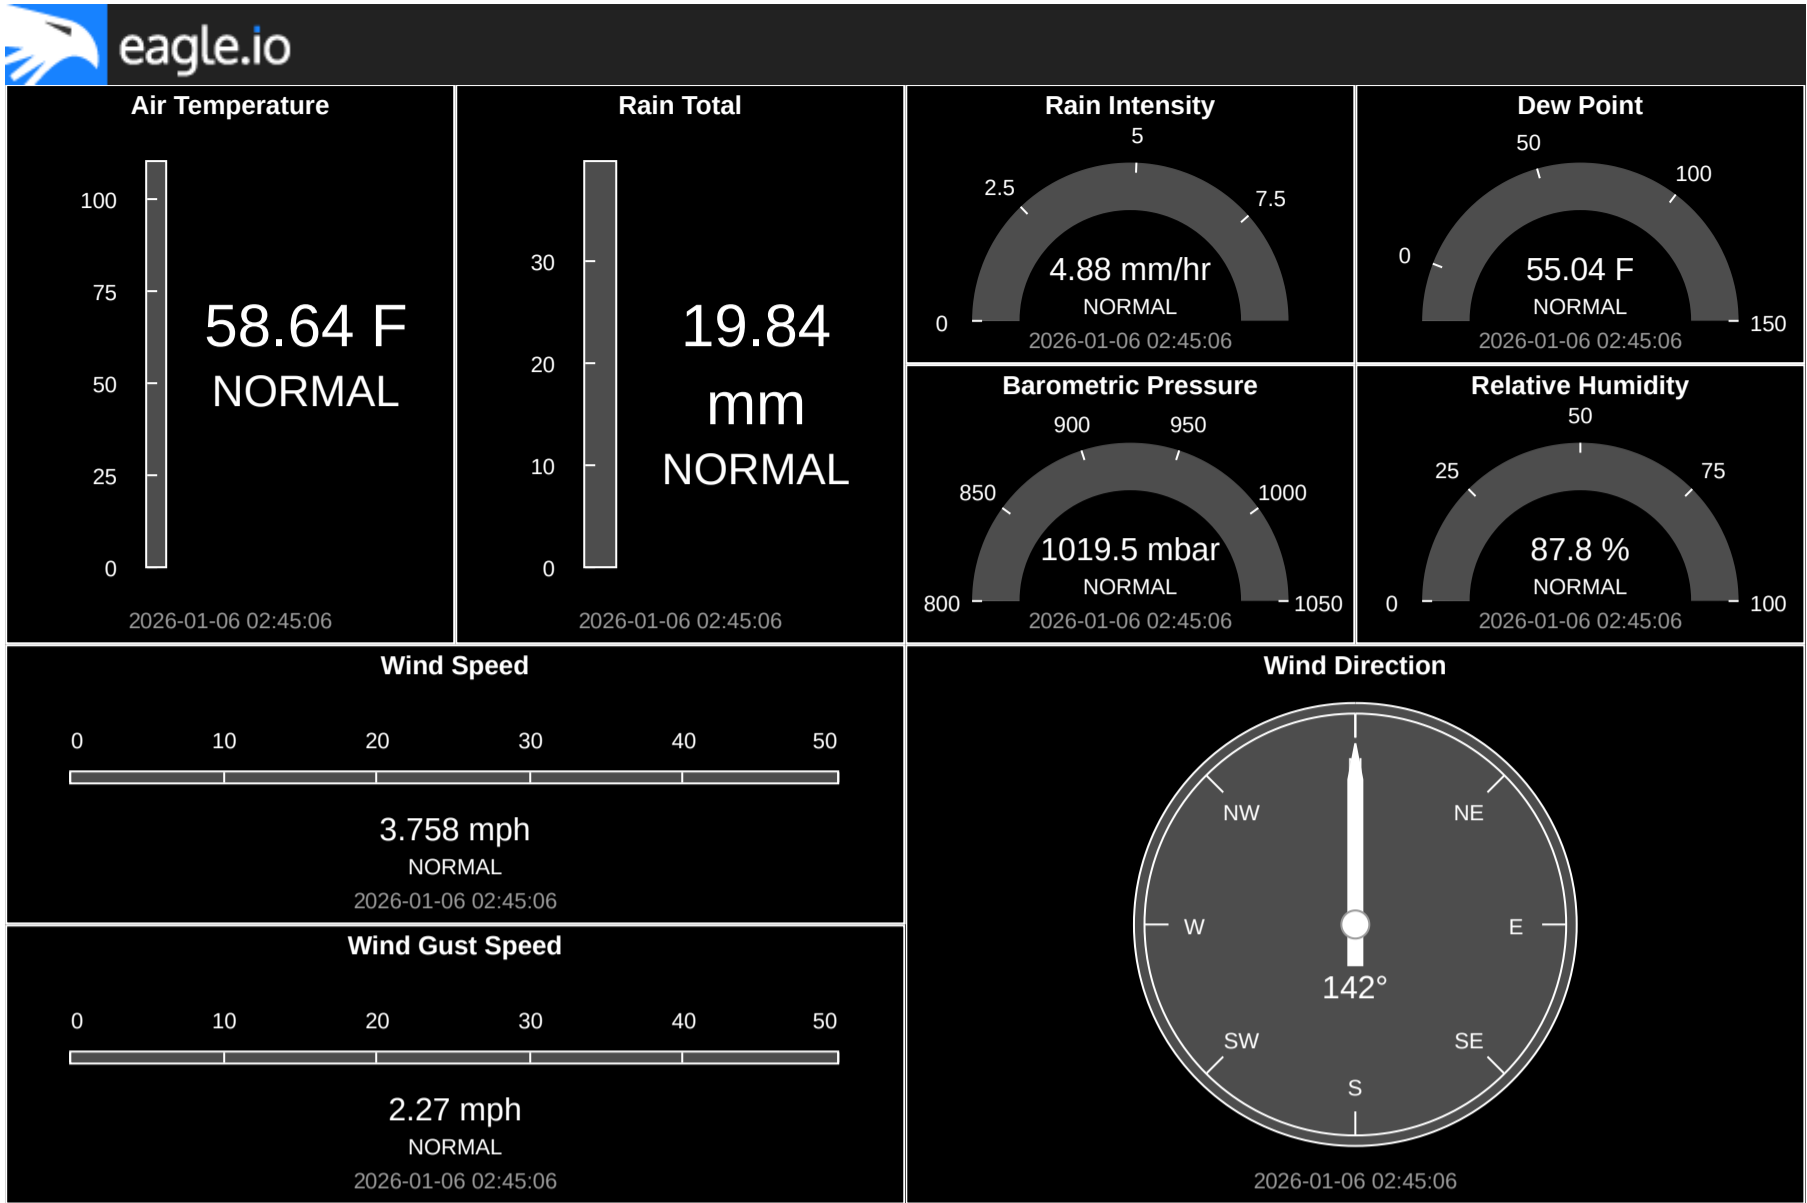 eagle.io
Air Temperature
100
75
50
25
0
58.64 F
NORMAL
2026-01-06 02:45:06
Rain Total
30
20
10
0
19.84
mm
NORMAL
2026-01-06 02:45:06
Rain Intensity
5
2.5
7.5
0
4.88 mm/hr
NORMAL
2026-01-06 02:45:06
Dew Point
50
100
0
150
55.04 F
NORMAL
2026-01-06 02:45:06
Barometric Pressure
900
950
850
1000
800
1050
1019.5 mbar
NORMAL
2026-01-06 02:45:06
Relative Humidity
50
25
75
0
100
87.8 %
NORMAL
2026-01-06 02:45:06
Wind Speed
0 10 20 30 40 50
3.758 mph
NORMAL
2026-01-06 02:45:06
Wind Gust Speed
0 10 20 30 40 50
2.27 mph
NORMAL
2026-01-06 02:45:06
Wind Direction
NW NE
W E
142°
SW SE
S
2026-01-06 02:45:06